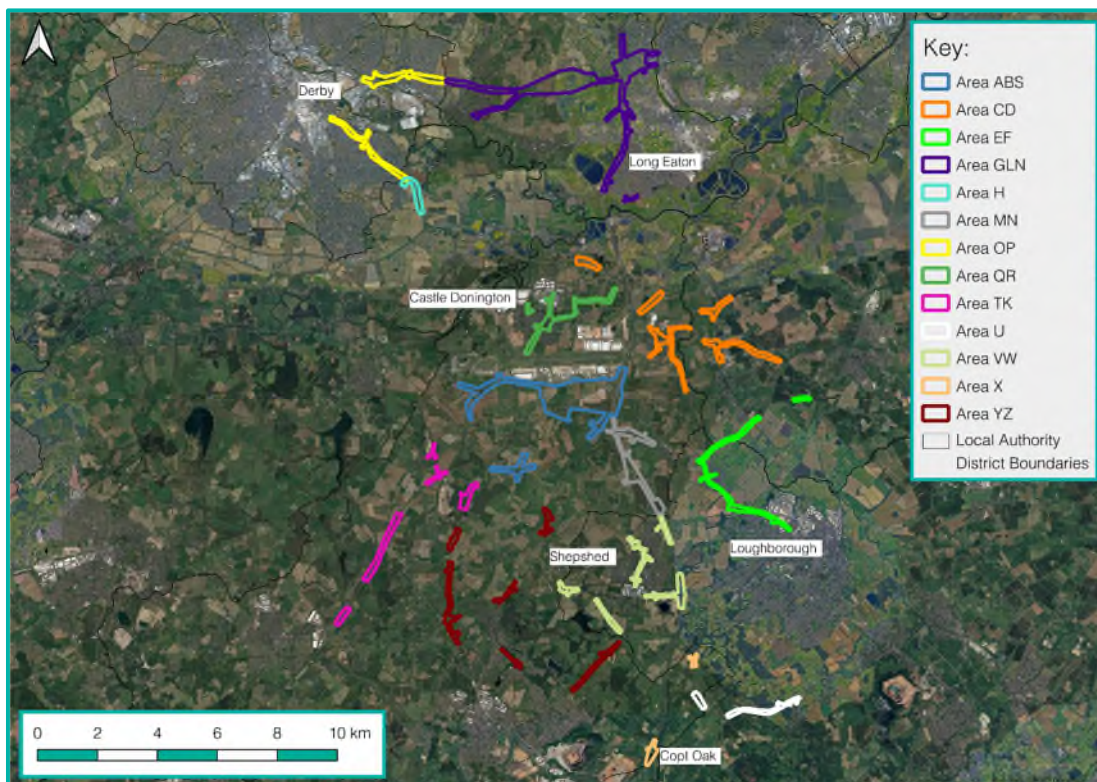 Key:
Area ABS
Area CD
Area EF
Area GLN
Area H
Area MN
Area OP
Area QR
Area TK
Area U
Area VW
Area X
Area YZ
Local Authority
District Boundaries
Derby
Long Eaton
Castle Donington
Shepshed
Loughborough
Copt Oak
0 2 4 6 8 10 km